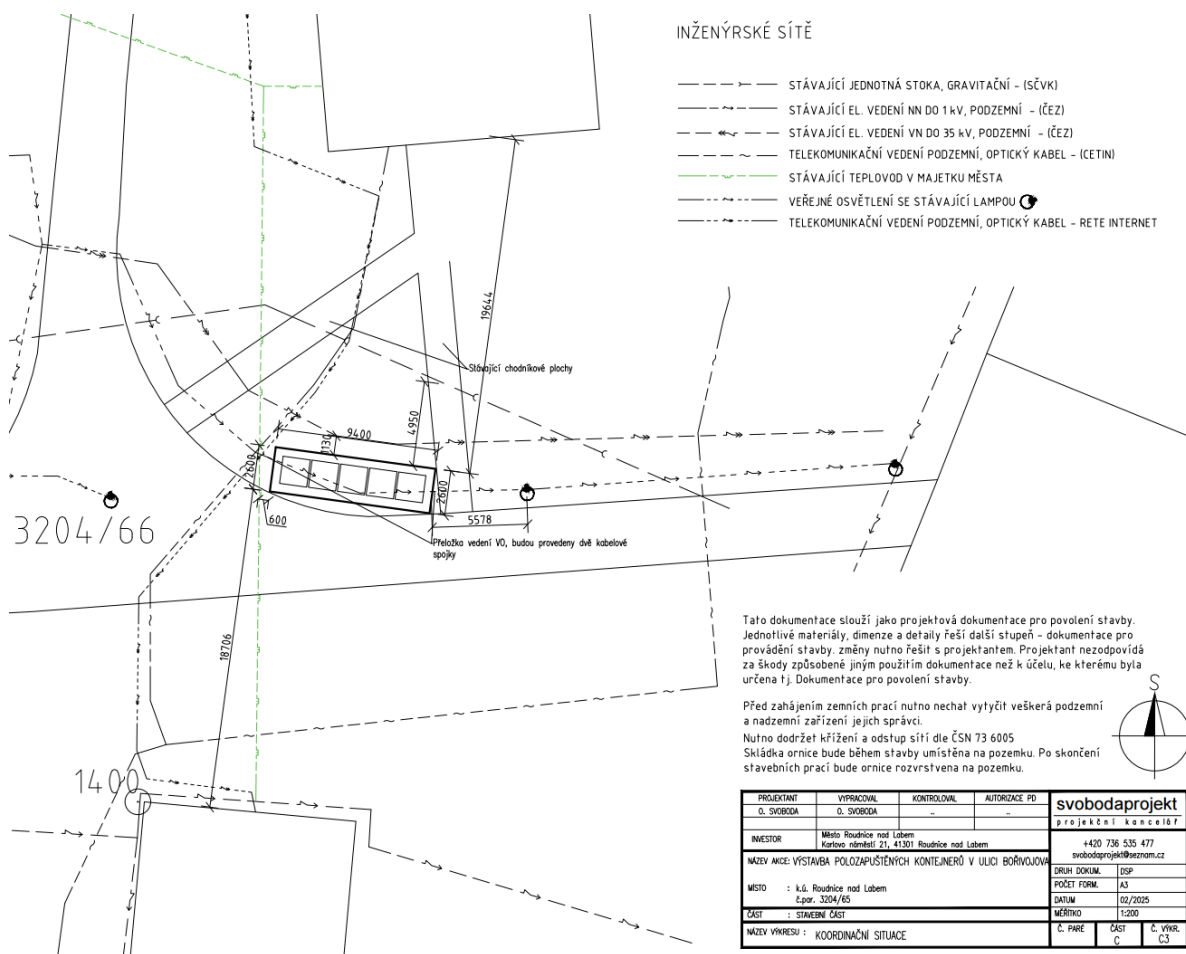 INŽENÝRSKÉ SÍTĚ
STÁVAJÍCÍ JEDNOTNÁ STOKA, GRAVITAČNÍ - (SČVK)
STÁVAJÍCÍ EL. VEDENÍ NN DO 1 kV, PODZEMNÍ - (ČEZ)
STÁVAJÍCÍ EL. VEDENÍ VN DO 35 kV, PODZEMNÍ - (ČEZ)
TELEKOMUNIKAČNÍ VEDENÍ PODZEMNÍ, OPTICKÝ KABEL - (CETIN)
STÁVAJÍCÍ TEPLOVOD V MAJETKU MĚSTA
VEŘEJNÉ OSVĚTLENÍ SE STÁVAJÍCÍ LAMPOU
TELEKOMUNIKAČNÍ VEDENÍ PODZEMNÍ, OPTICKÝ KABEL - RETE INTERNET
19644
Stávající chodníkové plochy
4950
9400
1130
2600
2600
600
5578
3204/66
Přeložka vedení VO, budou provedeny dvě kabelové
spojky
18706
1400
Tato dokumentace slouží jako projektová dokumentace pro povolení stavby.
Jednotlivé materiály, dimenze a detaily řeší další stupeň - dokumentace pro
provádění stavby. změny nutno řešit s projektantem. Projektant nezodpovídá
za škody způsobené jiným použitím dokumentace než k účelu, ke kterému byla
určena tj. Dokumentace pro povolení stavby.
Před zahájením zemních prací nutno nechat vytyčit veškerá podzemní
a nadzemní zařízení jejich správci.
Nutno dodržet křížení a odstup sítí dle ČSN 73 6005
Skládka ornice bude během stavby umístěna na pozemku. Po skončení
stavebních prací bude ornice rozvrstvena na pozemku.
S
PROJEKTANT VYPRACOVAL KONTROLOVAL AUTORIZACE PD
O. SVOBODA O. SVOBODA .. ..
svobodaprojekt
projekční kancelář
INVESTOR
Město Roudnice nad Labem
Karlovo náměstí 21, 41301 Roudnice nad Labem
+420 736 535 477
svobodaprojekt@seznam.cz
NÁZEV AKCE: VÝSTAVBA POLOZAPUŠTĚNÝCH KONTEJNERŮ V ULICI BOŘIVOJOVA
MÍSTO : k.ú. Roudnice nad Labem
č.par. 3204/65
DRUH DOKUM. DSP
POČET FORM. A3
DATUM 02/2025
MĚŘÍTKO 1:200
ČÁST : STAVEBNÍ ČÁST
NÁZEV VÝKRESU : KOORDINAČNÍ SITUACE
Č. PARÉ ČÁST Č. VÝKR.
C C3